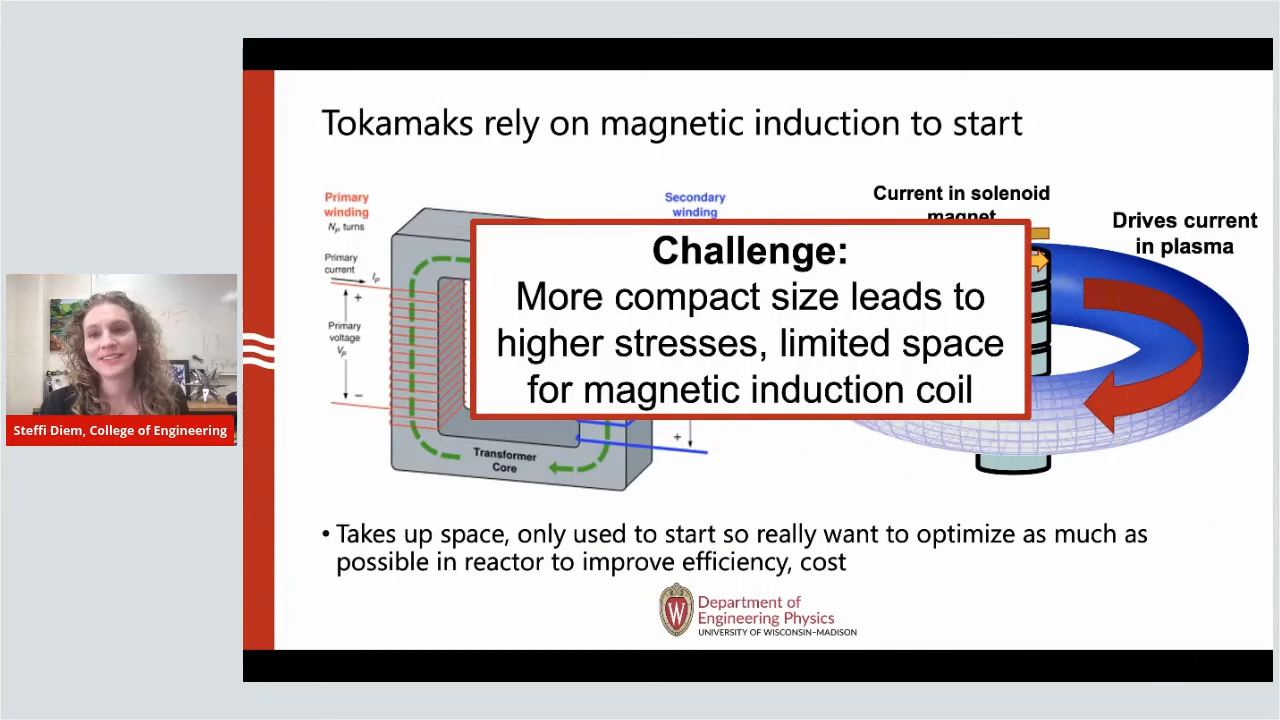 Tokamaks rely on magnetic induction to start
Primary
winding
Nₚ turns
Primary
current
Iₚ
+
Primary
voltage
Vₚ
−
Secondary
winding
Current in solenoid
magnet
Drives current
in plasma
Challenge:
More compact size leads to
higher stresses, limited space
for magnetic induction coil
+
Transformer
Core
Steffi Diem, College of Engineering
• Takes up space, only used to start so really want to optimize as much as
possible in reactor to improve efficiency, cost
W
Department of
Engineering Physics
UNIVERSITY OF WISCONSIN–MADISON